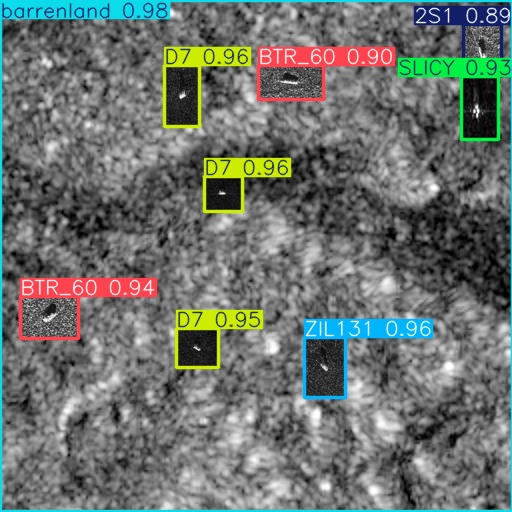 barrenland 0.98
2S1 0.89
D7 0.96
BTR_60 0.90
SLICY 0.93
D7 0.96
BTR_60 0.94
D7 0.95
ZIL131 0.96